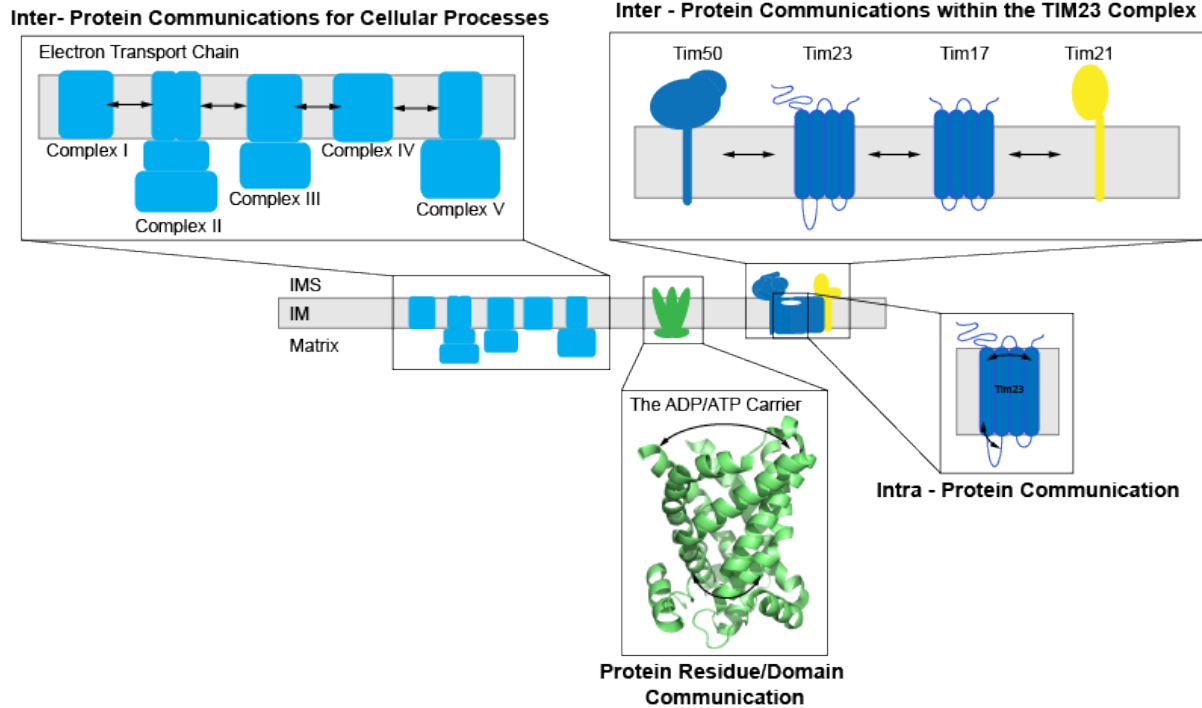 Inter- Protein Communications for Cellular Processes
Electron Transport Chain
Complex I
Complex II
Complex III
Complex IV
Complex V
Inter - Protein Communications within the TIM23 Complex
Tim50
Tim23
Tim17
Tim21
IMS
IM
Matrix
The ADP/ATP Carrier
Protein Residue/Domain
Communication
Tim23
Intra - Protein Communication